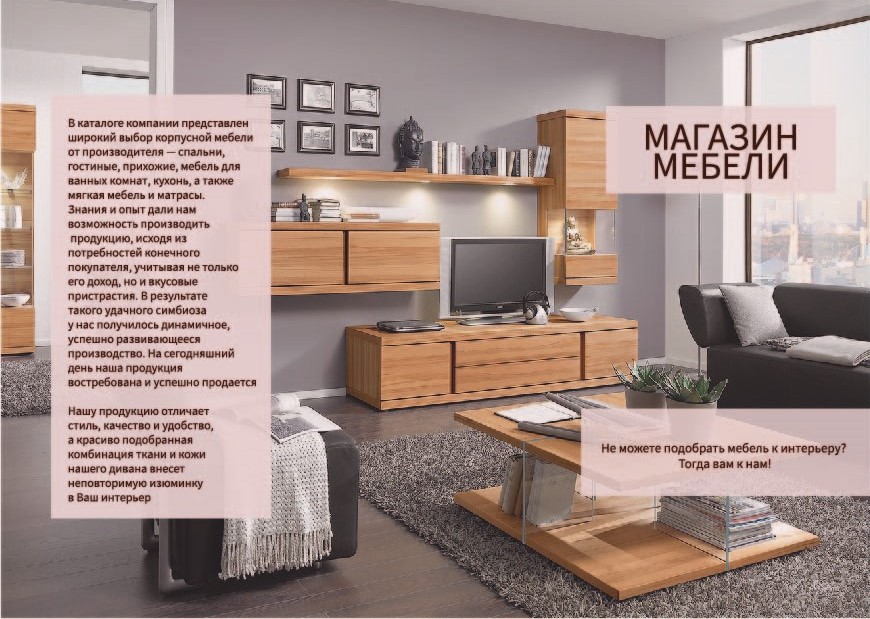 В каталоге компании представлен
широкий выбор корпусной мебели
от производителя — спальни,
гостиные, прихожие, мебель для
ванных комнат, кухонь, а также
мягкая мебель и матрасы.
Знания и опыт дали нам
возможность производить
продукцию, исходя из
потребностей конечного
покупателя, учитывая не только
его доход, но и вкусовые
пристрастия. В результате
такого удачного симбиоза
у нас получилось динамичное,
успешно развивающееся
производство. На сегодняшний
день наша продукция
востребована и успешно продается
Нашу продукцию отличает
стиль, качество и удобство,
а красиво подобранная
комбинация ткани и кожи
нашего дивана внесет
неповторимую изюминку
в Ваш интерьер
МАГАЗИН
МЕБЕЛИ
Не можете подобрать мебель к интерьеру?
Тогда вам к нам!